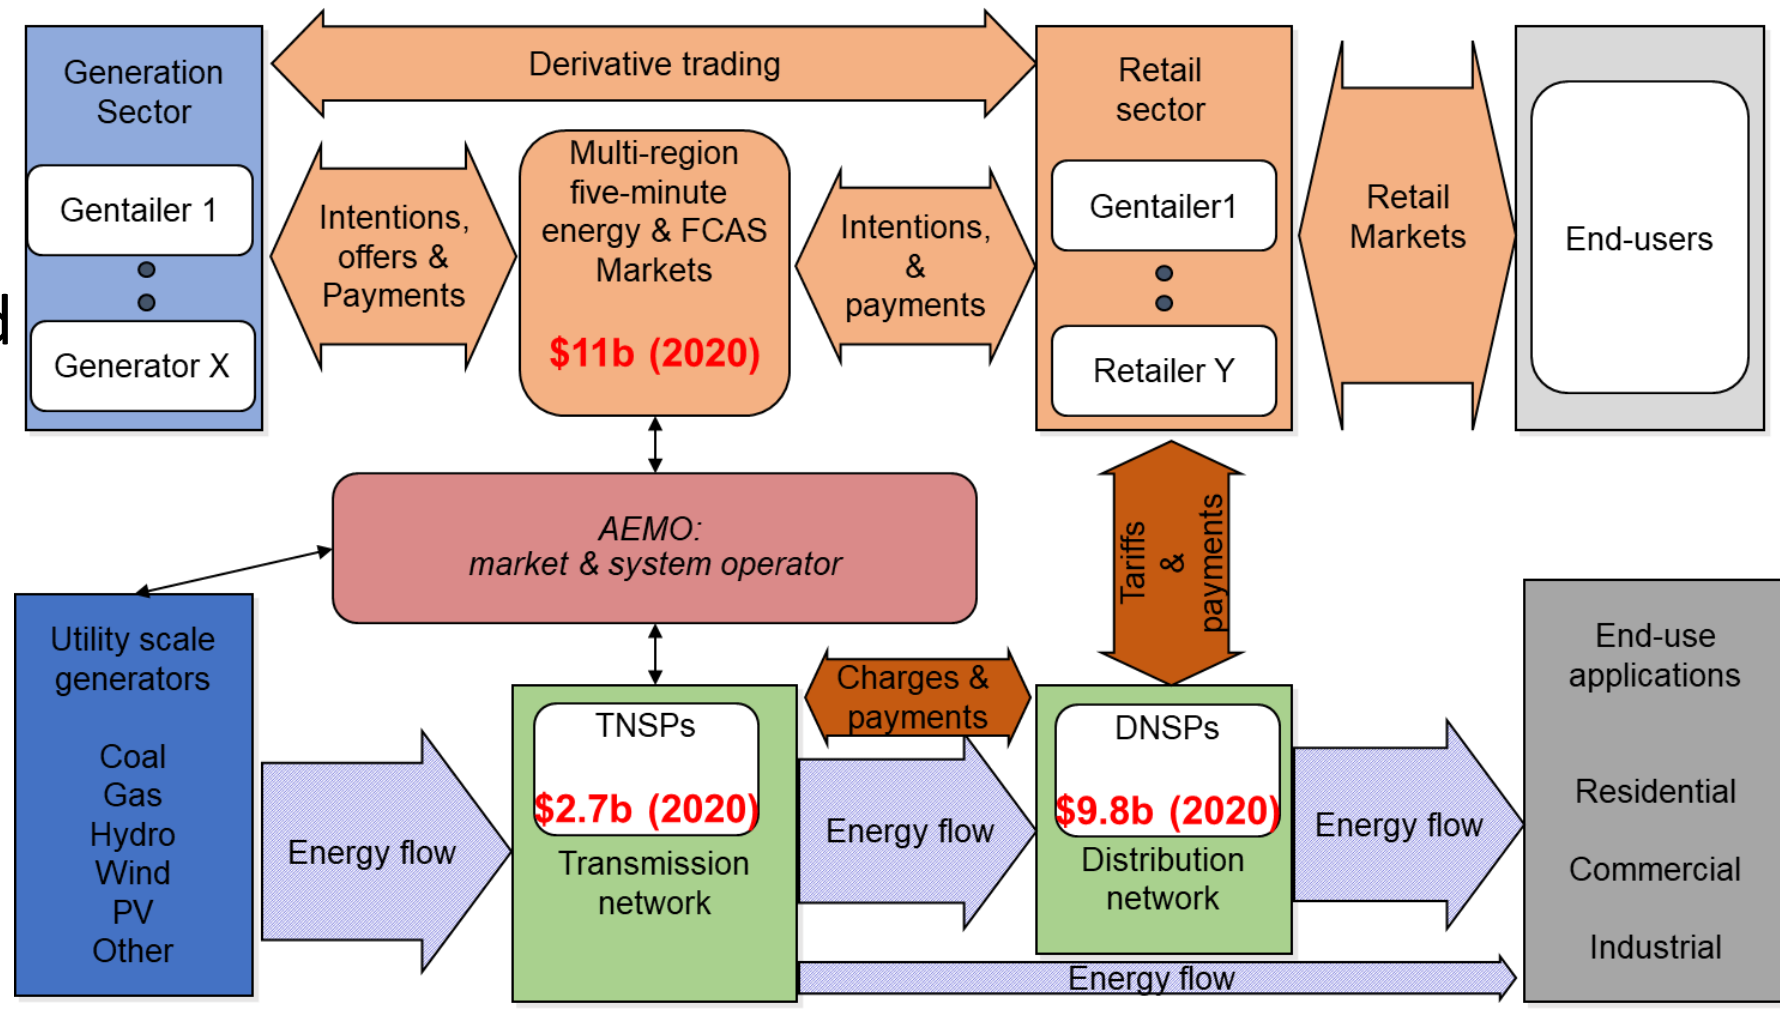 Generation
Sector
Gentailer 1
Generator X
Derivative trading
Intentions,
offers &
Payments
Multi-region
five-minute
energy & FCAS
Markets
$11b (2020)
Intentions,
&
payments
Retail
sector
Gentailer1
Retailer Y
Retail
Markets
End-users
AEMO:
market & system operator
Tariffs
&
payments
Utility scale
generators
Coal
Gas
Hydro
Wind
PV
Other
Energy flow
TNSPs
$2.7b (2020)
Transmission
network
Charges &
payments
Energy flow
DNSPs
$9.8b (2020)
Distribution
network
Energy flow
Energy flow
End-use
applications
Residential
Commercial
Industrial